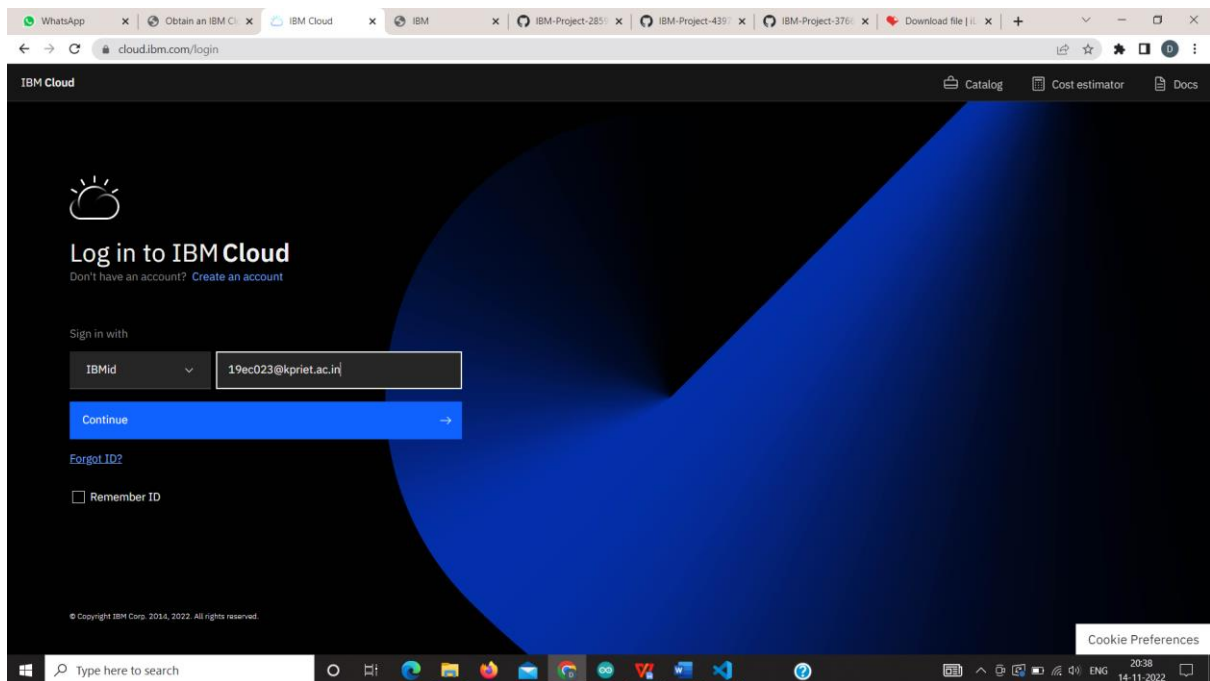 WhatsApp
Obtain an IBM Cl
IBM Cloud
IBM
IBM-Project-2859
IBM-Project-4397
IBM-Project-3766
Download file | iL
cloud.ibm.com/login
D
IBM Cloud
Catalog
Cost estimator
Docs
Log in to IBM Cloud
Don't have an account? Create an account
Sign in with
IBMid
19ec023@kpriet.ac.in
Continue
Forgot ID?
Remember ID
© Copyright IBM Corp. 2014, 2022. All rights reserved.
Cookie Preferences
Type here to search
ENG
20:38
14-11-2022